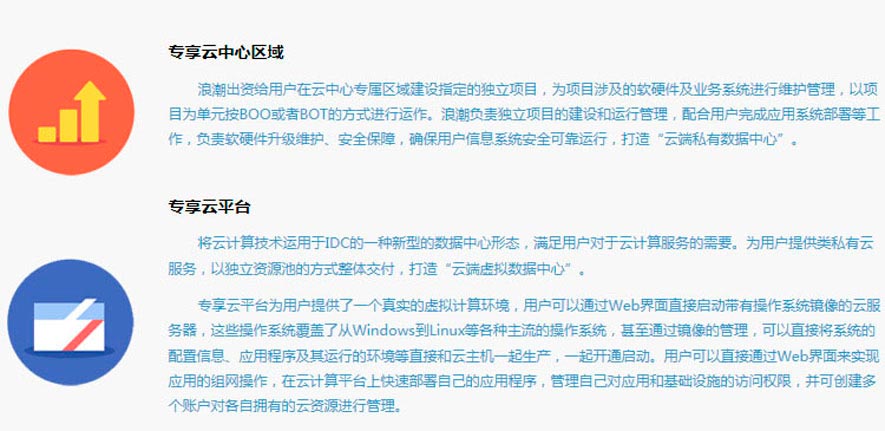 专享云中心区域
浪潮出资给用户在云中心专属区域建设指定的独立项目，为项目涉及的软硬件及业务系统进行维护管理，以项
目为单元按BOO或者BOT的方式进行运作。浪潮负责独立项目的建设和运行管理，配合用户完成应用系统部署等工
作，负责软硬件升级维护、安全保障，确保用户信息系统安全可靠运行，打造“云端私有数据中心”。
专享云平台
将云计算技术运用于IDC的一种新型的数据中心形态，满足用户对于云计算服务的需要。为用户提供类私有云
服务，以独立资源池的方式整体交付，打造“云端虚拟数据中心”。
专享云平台为用户提供了一个真实的虚拟计算环境，用户可以通过Web界面直接启动带有操作系统镜像的云服
务器，这些操作系统覆盖了从Windows到Linux等各种主流的操作系统，甚至通过镜像的管理，可以直接将系统的
配置信息、应用程序及其运行的环境等直接和云主机一起生产，一起开通启动。用户可以直接通过Web界面来实现
应用的组网操作，在云计算平台上快速部署自己的应用程序，管理自己对应用和基础设施的访问权限，并可创建多
个账户对各自拥有的云资源进行管理。